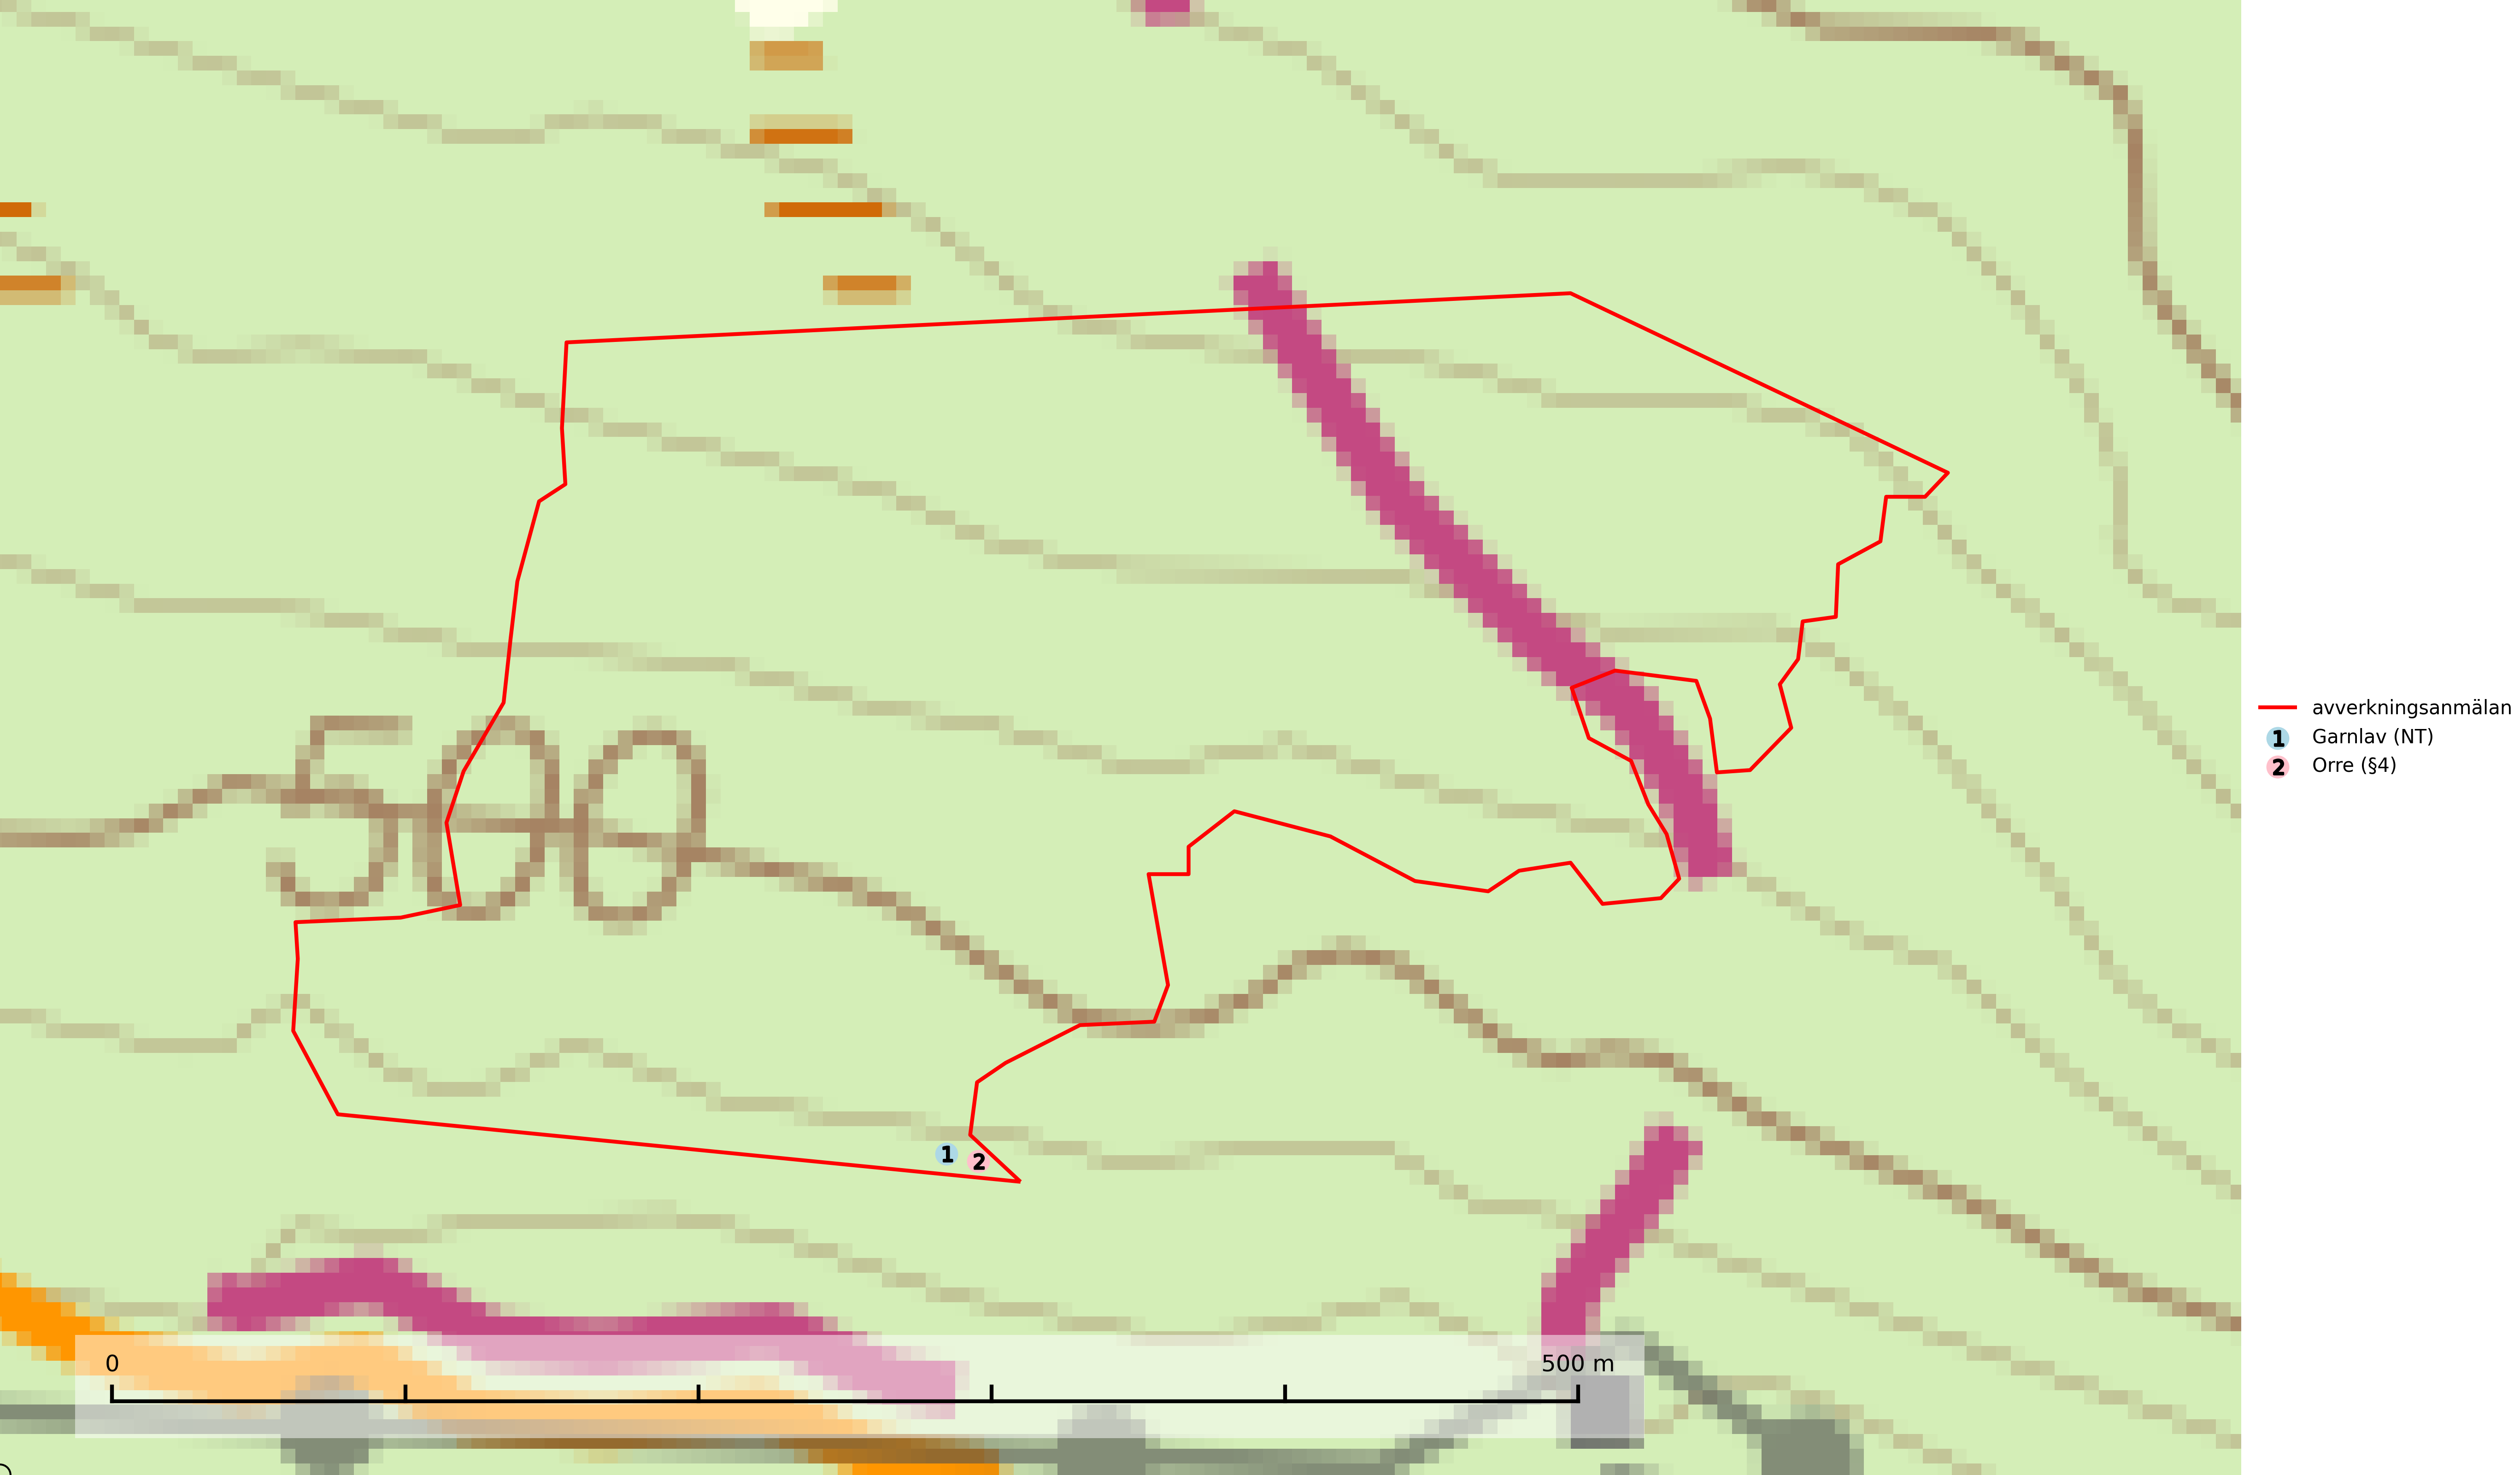 500
avverkningsanmälan
1 Garnlav (NT)
2 Orre (§4)
1
2
0
500 m